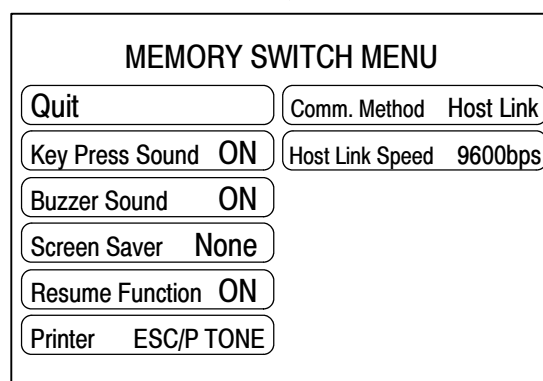 MEMORY SWITCH MENU
Quit
Key Press Sound ON
Buzzer Sound ON
Screen Saver None
Resume Function ON
Printer ESC/P TONE
Comm. Method Host Link
Host Link Speed 9600bps